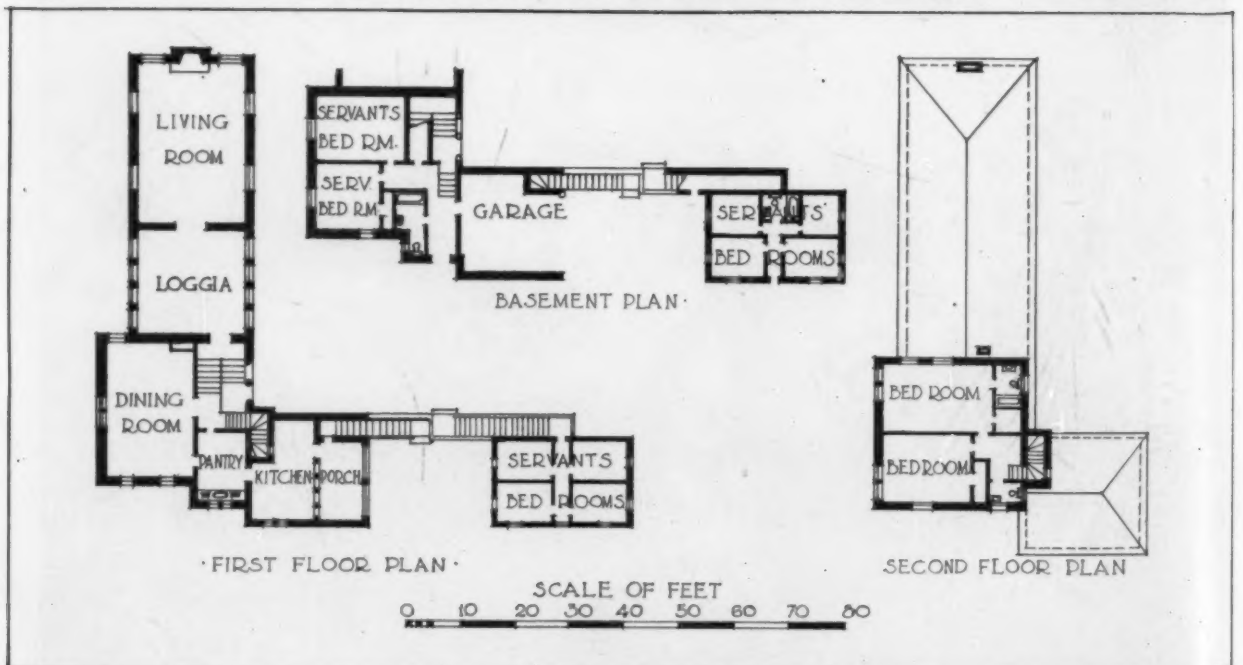 LIVING
ROOM
LOGGIA
DINING
ROOM
PANTRY
KITCHEN
PORCH
SERVANTS
BED ROOMS
· FIRST FLOOR PLAN ·
SERVANTS
BED RM.
SERV.
BED R.M.
GARAGE
SERVANTS
BED ROOMS
BASEMENT PLAN ·
BED ROOM
BED ROOM
SECOND FLOOR PLAN
SCALE OF FEET
0 10 20 30 40 50 60 70 80